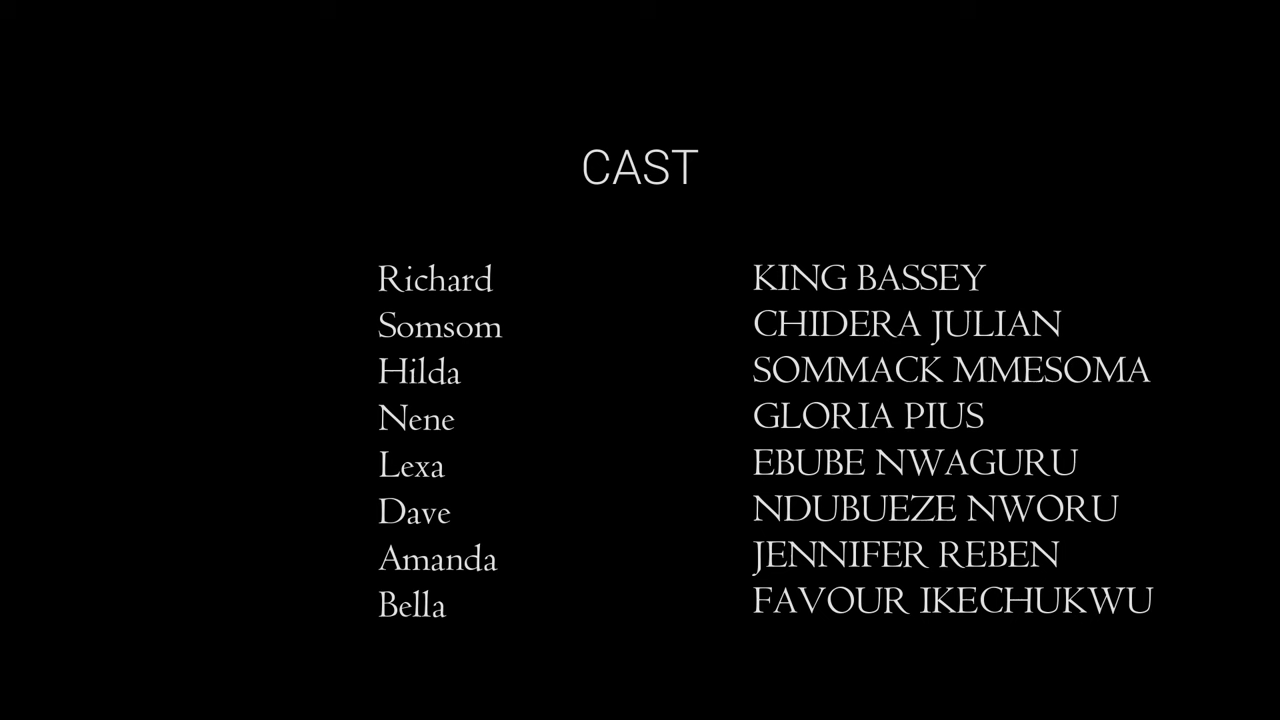 CAST
Richard KING BASSEY
Somsom CHIDERA JULIAN
Hilda SOMMACK MMESOMA
Nene GLORIA PIUS
Lexa EBUBE NWAGURU
Dave NDUBUEZE NWORU
Amanda JENNIFER REBEN
Bella FAVOUR IKECHUKWU